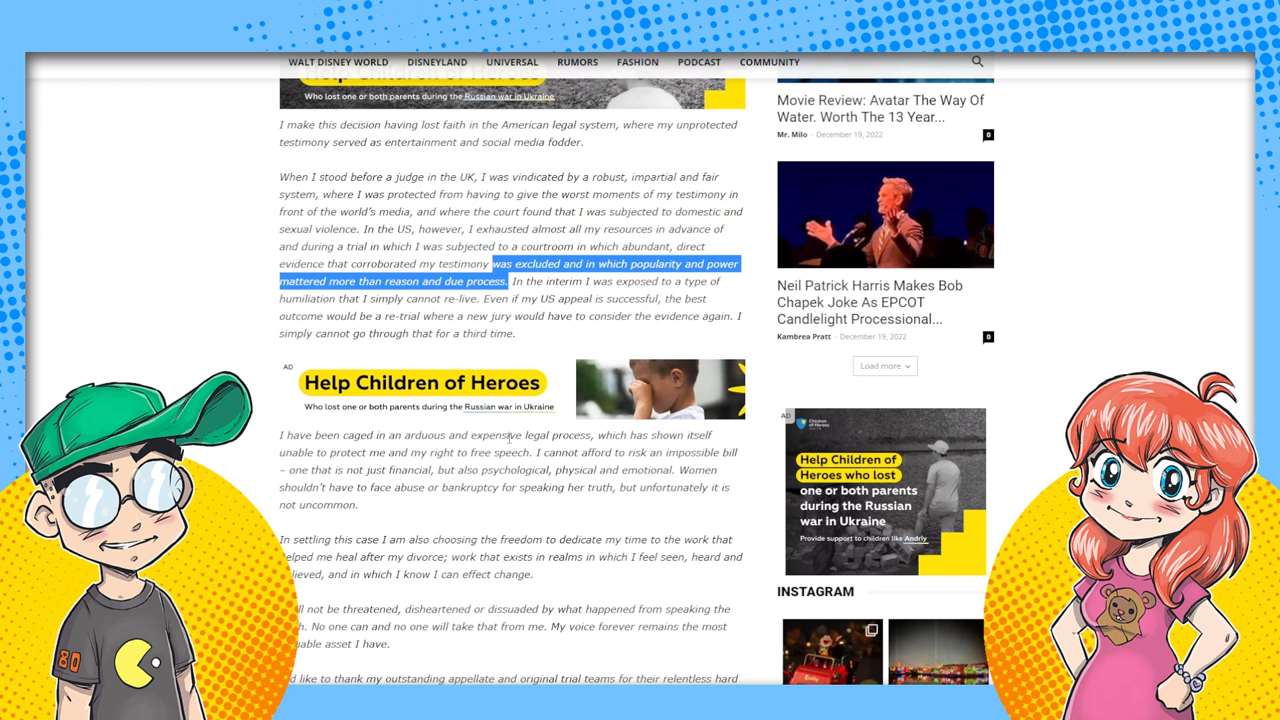 WALT DISNEY WORLD DISNEYLAND UNIVERSAL RUMORS FASHION PODCAST COMMUNITY
Help Children of Heroes
Who lost one or both parents during the Russian war in Ukraine
I make this decision having lost faith in the American legal system, where my unprotected
testimony served as entertainment and social media fodder.
When I stood before a judge in the UK, I was vindicated by a robust, impartial and fair
system, where I was protected from having to give the worst moments of my testimony in
front of the world's media, and where the court found that I was subjected to domestic and
sexual violence. In the US, however, I exhausted almost all my resources in advance of
and during a trial in which I was subjected to a courtroom in which abundant, direct
evidence that corroborated my testimony was excluded and in which popularity and power
mattered more than reason and due process. In the interim I was exposed to a type of
humiliation that I simply cannot re-live. Even if my US appeal is successful, the best
outcome would be a re-trial where a new jury would have to consider the evidence again. I
simply cannot go through that for a third time.
AD
Help Children of Heroes
Who lost one or both parents during the Russian war in Ukraine
I have been caged in an arduous and expensive legal process, which has shown itself
unable to protect me and my right to free speech. I cannot afford to risk an impossible bill
– one that is not just financial, but also psychological, physical and emotional. Women
shouldn't have to face abuse or bankruptcy for speaking her truth, but unfortunately it is
not uncommon.
In settling this case I am also choosing the freedom to dedicate my time to the work that
helped me heal after my divorce; work that exists in realms in which I feel seen, heard and
lieved, and in which I know I can effect change.
ll not be threatened, disheartened or dissuaded by what happened from speaking the
h. No one can and no one will take that from me. My voice forever remains the most
uable asset I have.
d like to thank my outstanding appellate and original trial teams for their relentless hard
Movie Review: Avatar The Way Of
Water. Worth The 13 Year...
Mr. Milo - December 19, 2022 0
Neil Patrick Harris Makes Bob
Chapek Joke As EPCOT
Candlelight Processional...
Kambrea Pratt - December 19, 2022 0
Load more
AD
Children
of Heroes
Help Children of
Heroes who lost
one or both parents
during the Russian
war in Ukraine
Provide support to children like Andriy
INSTAGRAM
80